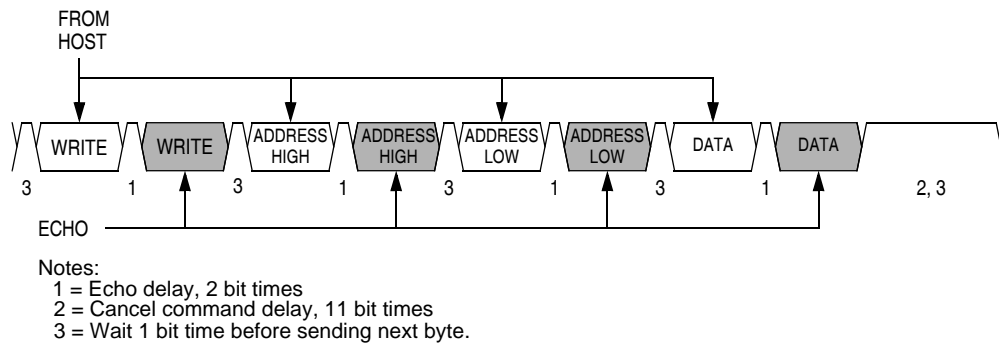 FROM
HOST
WRITE WRITE ADDRESS HIGH ADDRESS HIGH ADDRESS LOW ADDRESS LOW DATA DATA
3 1 3 1 3 1 3 1 2, 3
ECHO
Notes:
1 = Echo delay, 2 bit times
2 = Cancel command delay, 11 bit times
3 = Wait 1 bit time before sending next byte.